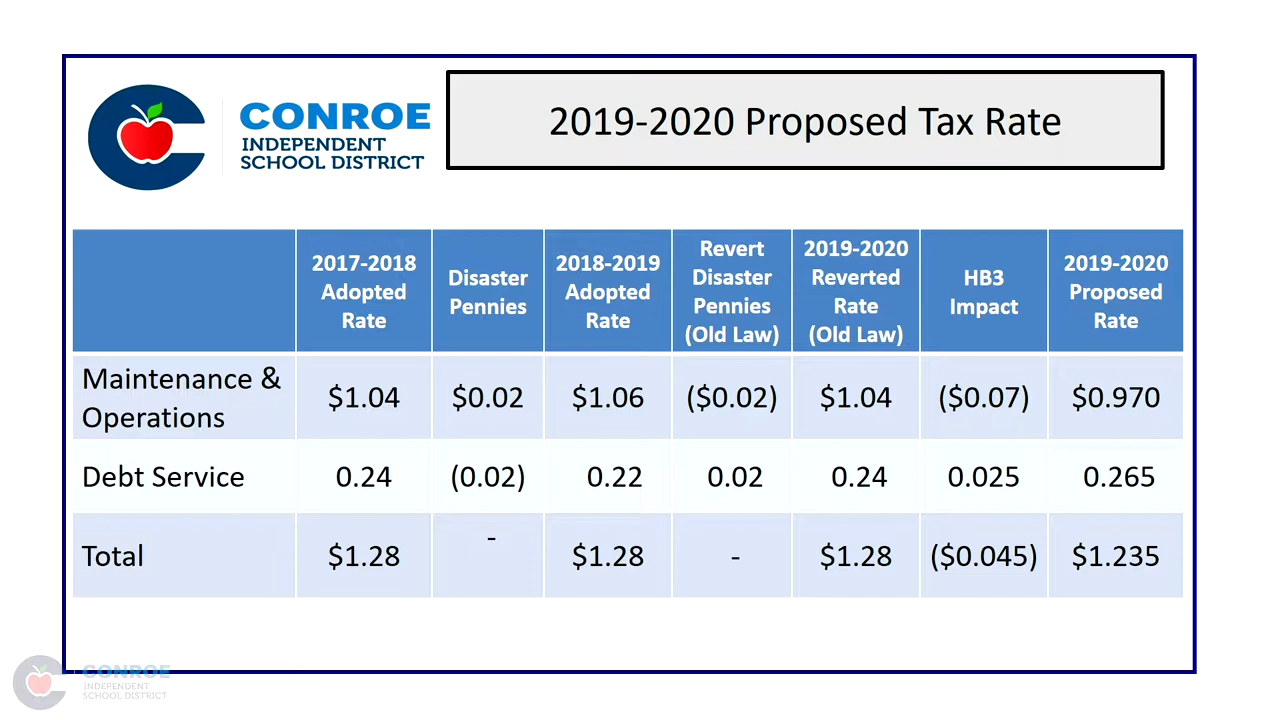 CONROE
INDEPENDENT
SCHOOL DISTRICT
2019-2020 Proposed Tax Rate
2017-2018 Adopted Rate
Disaster Pennies
2018-2019 Adopted Rate
Revert Disaster Pennies (Old Law)
2019-2020 Reverted Rate (Old Law)
HB3 Impact
2019-2020 Proposed Rate
Maintenance & Operations $1.04 $0.02 $1.06 ($0.02) $1.04 ($0.07) $0.970
Debt Service 0.24 (0.02) 0.22 0.02 0.24 0.025 0.265
Total $1.28 - $1.28 - $1.28 ($0.045) $1.235
CONROE
INDEPENDENT
SCHOOL DISTRICT